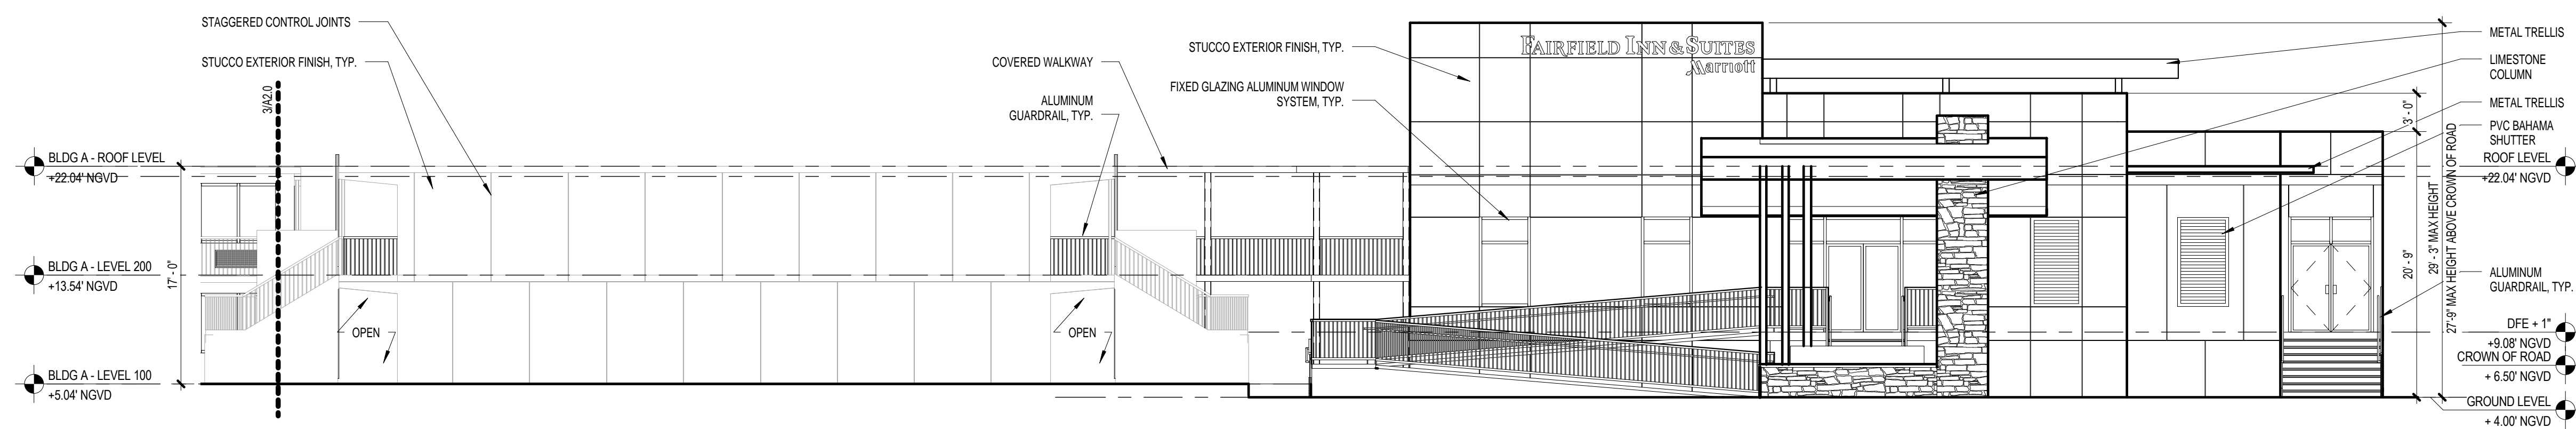 STAGGERED CONTROL JOINTS
STUCCO EXTERIOR FINISH, TYP.
3/A2.0
BLDG A - ROOF LEVEL
+22.04' NGVD
BLDG A - LEVEL 200
+13.54' NGVD
17' - 0"
BLDG A - LEVEL 100
+5.04' NGVD
OPEN
OPEN
COVERED WALKWAY
ALUMINUM
GUARDRAIL, TYP.
STUCCO EXTERIOR FINISH, TYP.
FIXED GLAZING ALUMINUM WINDOW
SYSTEM, TYP.
FAIRFIELD INN & SUITES
Marriott
3' - 0"
20' - 9"
29' - 3" MAX HEIGHT
27'-9" MAX HEIGHT ABOVE CROWN OF ROAD
METAL TRELLIS
LIMESTONE
COLUMN
METAL TRELLIS
PVC BAHAMA
SHUTTER
ROOF LEVEL
+22.04' NGVD
ALUMINUM
GUARDRAIL, TYP.
DFE + 1"
+9.08' NGVD
CROWN OF ROAD
+ 6.50' NGVD
GROUND LEVEL
+ 4.00' NGVD